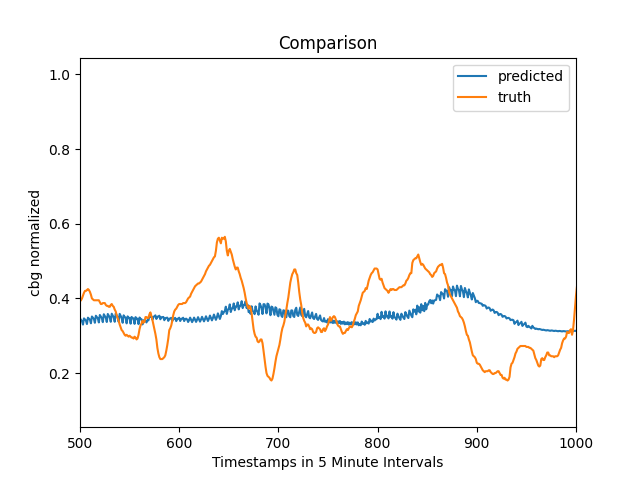 Comparison
predicted
truth
cbg normalized
1.0
0.8
0.6
0.4
0.2
500
600
700
800
900
1000
Timestamps in 5 Minute Intervals